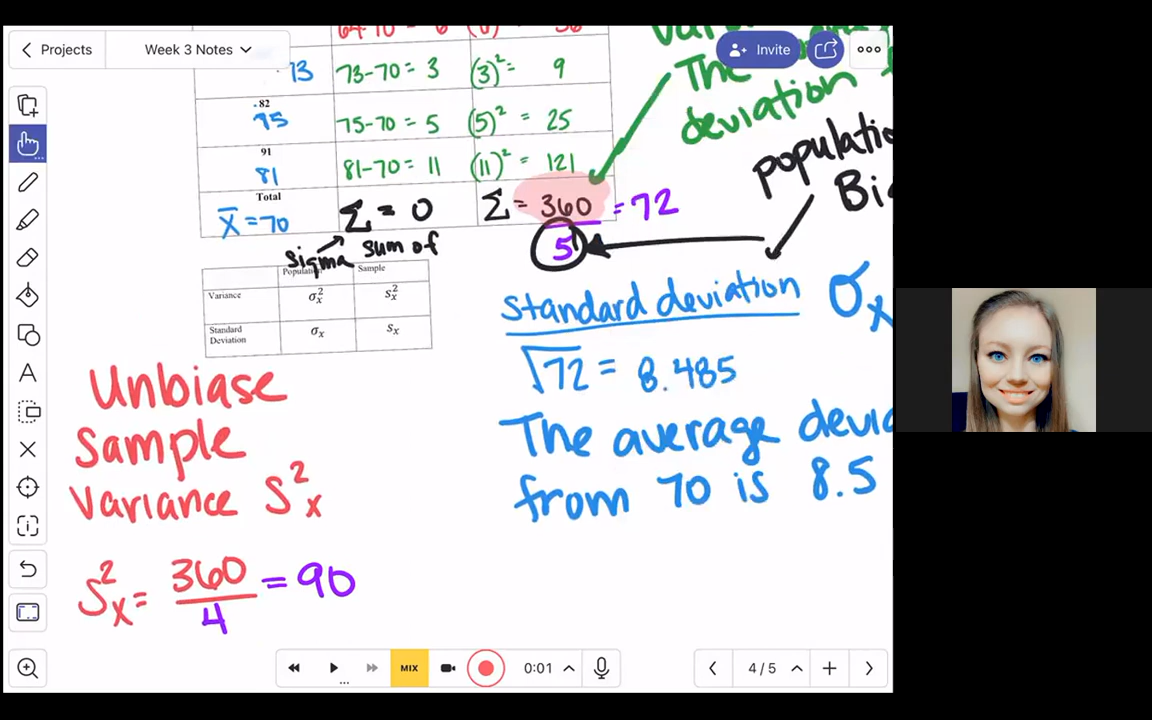 Projects
Week 3 Notes
Invite
73 73-70= 3 (3)²= 9
The
deviation
.82
75 75-70= 5 (5)² = 25
91
81 81-70= 11 (11)² = 121
population
Bi
Total
X̄=70 Σ = 0 Σ = 360 =72
5
sigma sum of
Population Sample
Variance σ²x s²x
Standard Deviation σx sx
Standard deviation σx
√72 = 8.485
The average devia
from 70 is 8.5
Unbiase
Sample
Variance S²x
S²x= 360 = 90
4
MIX
0:01
4/5